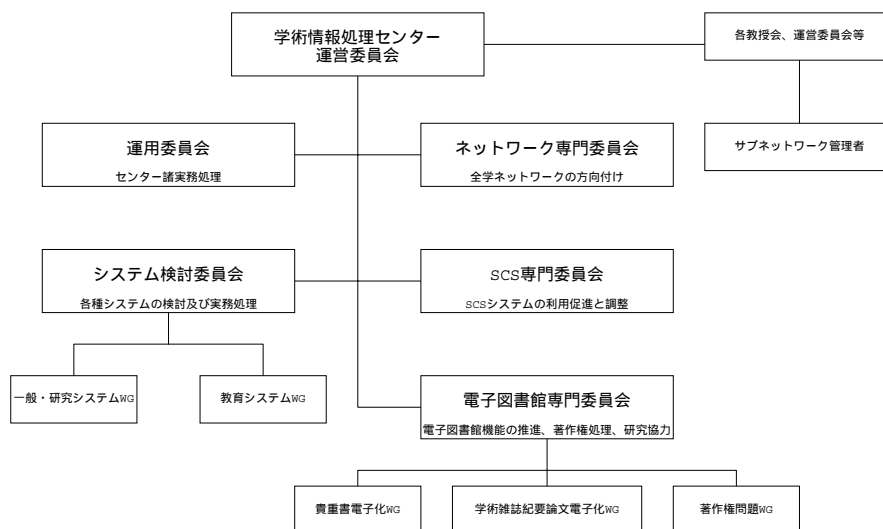 学術情報処理センター
運営委員会
各教授会、運営委員会等
運用委員会
センター諸実務処理
ネットワーク専門委員会
全学ネットワークの方向付け
サブネットワーク管理者
システム検討委員会
各種システムの検討及び実務処理
SCS専門委員会
SCSシステムの利用促進と調整
一般・研究システムWG
教育システムWG
電子図書館専門委員会
電子図書館機能の推進、著作権処理、研究協力
貴重書電子化WG
学術雑誌紀要論文電子化WG
著作権問題WG